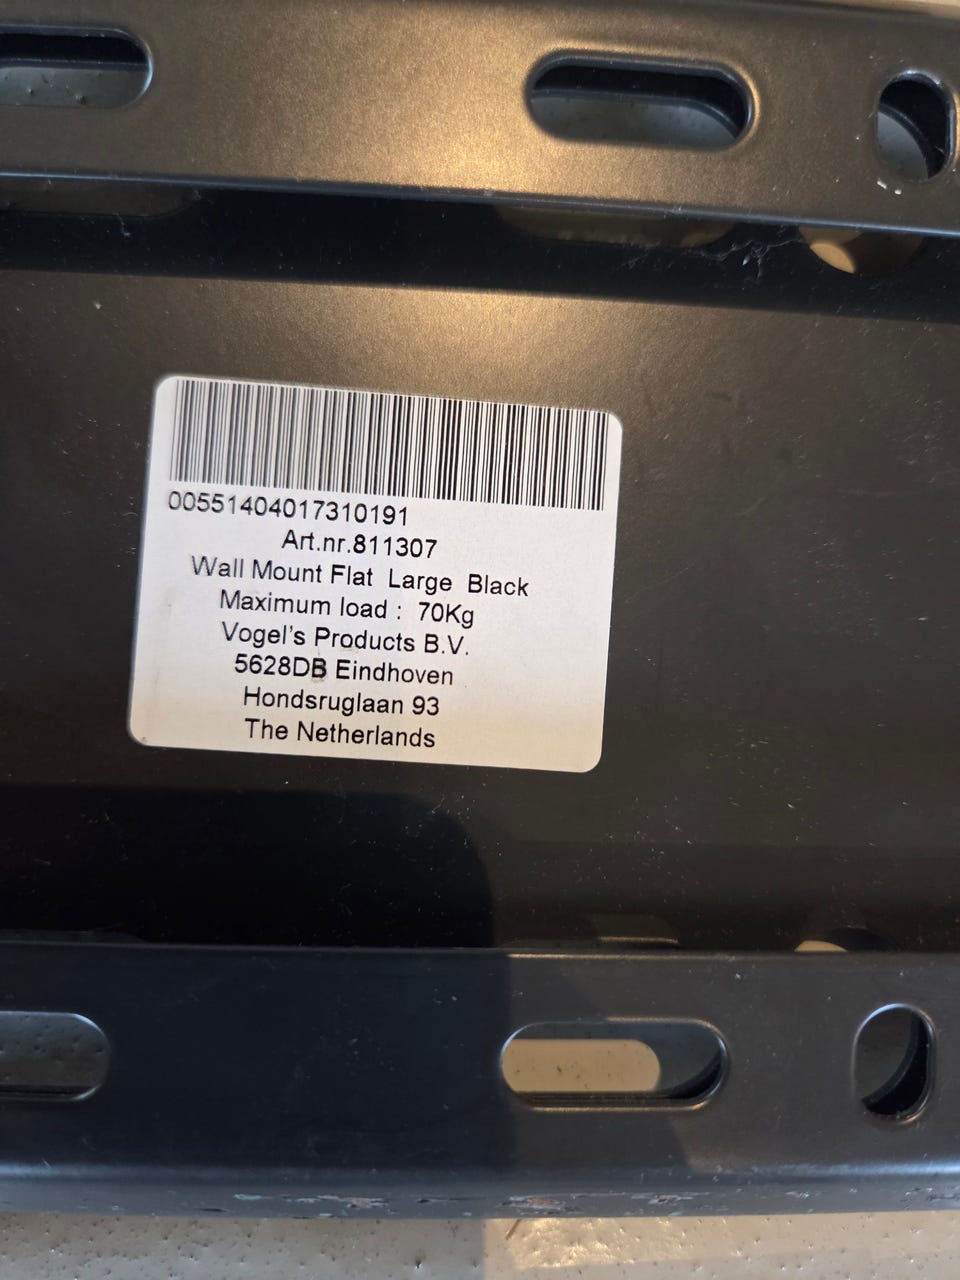 00551404017310191
Art.nr.811307
Wall Mount Flat Large Black
Maximum load : 70Kg
Vogel's Products B.V.
5628DB Eindhoven
Hondsruglaan 93
The Netherlands